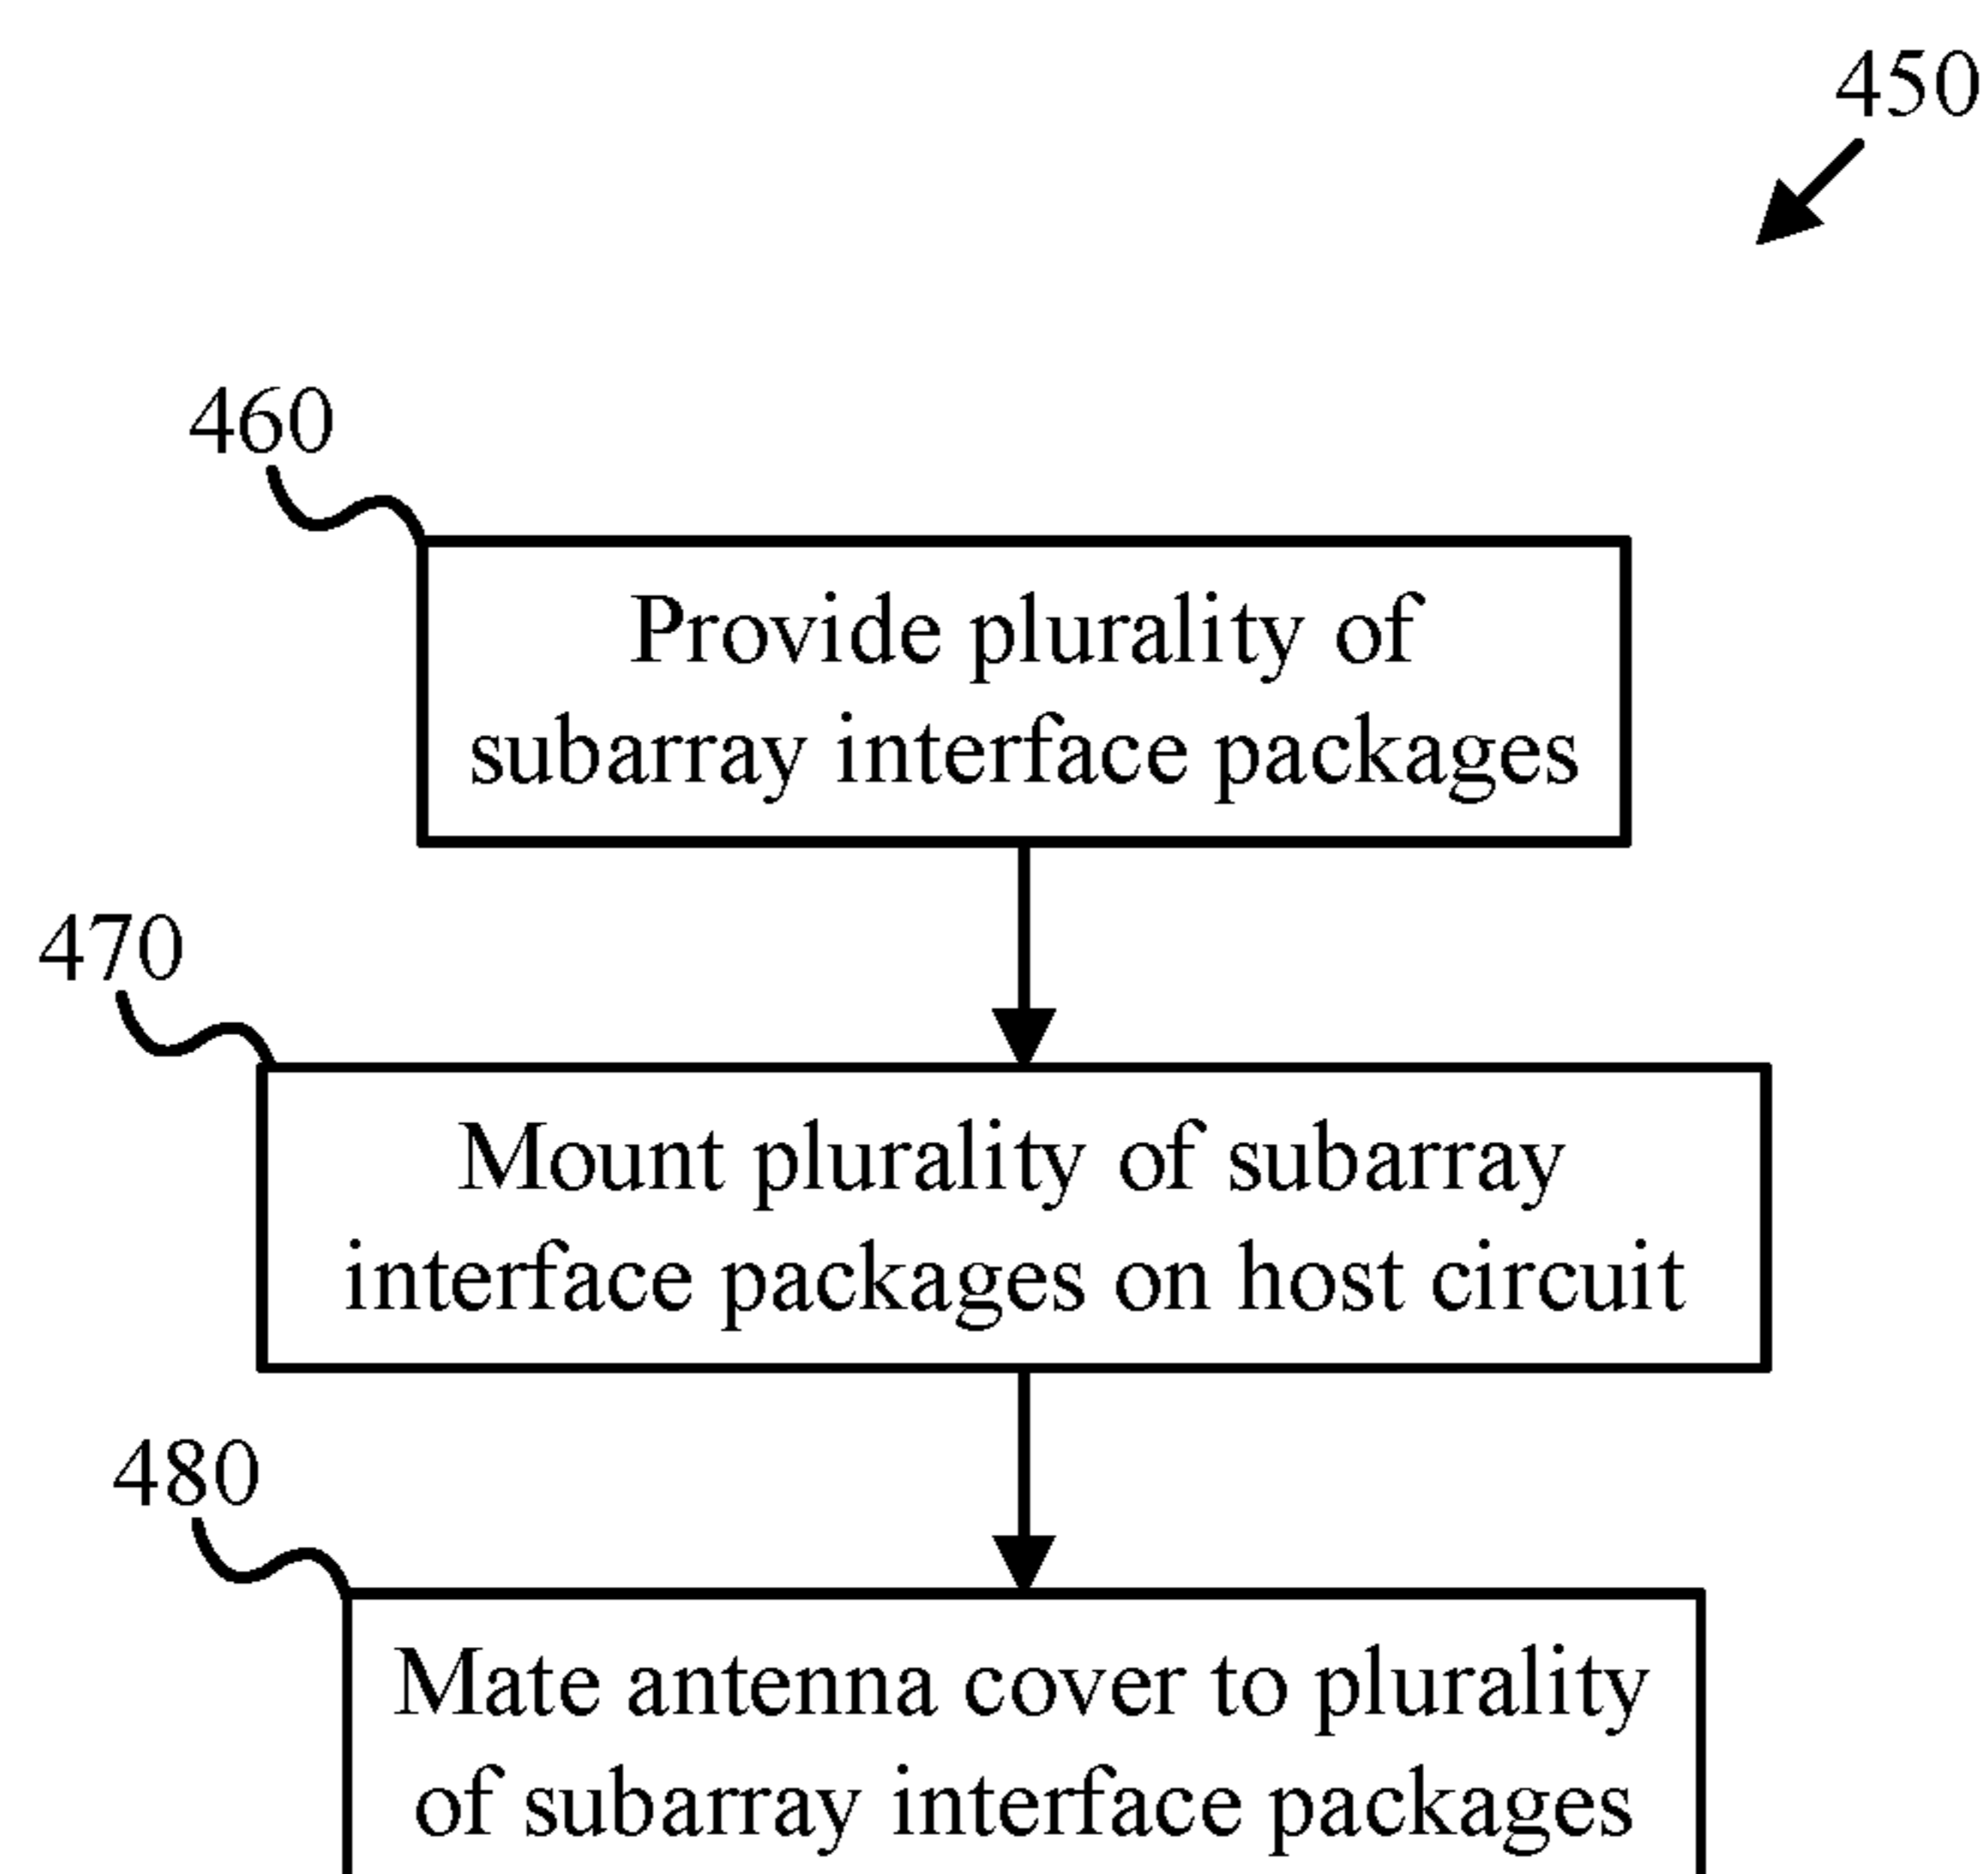 450
460
Provide plurality of
subarray interface packages
470
Mount plurality of subarray
interface packages on host circuit
480
Mate antenna cover to plurality
of subarray interface packages